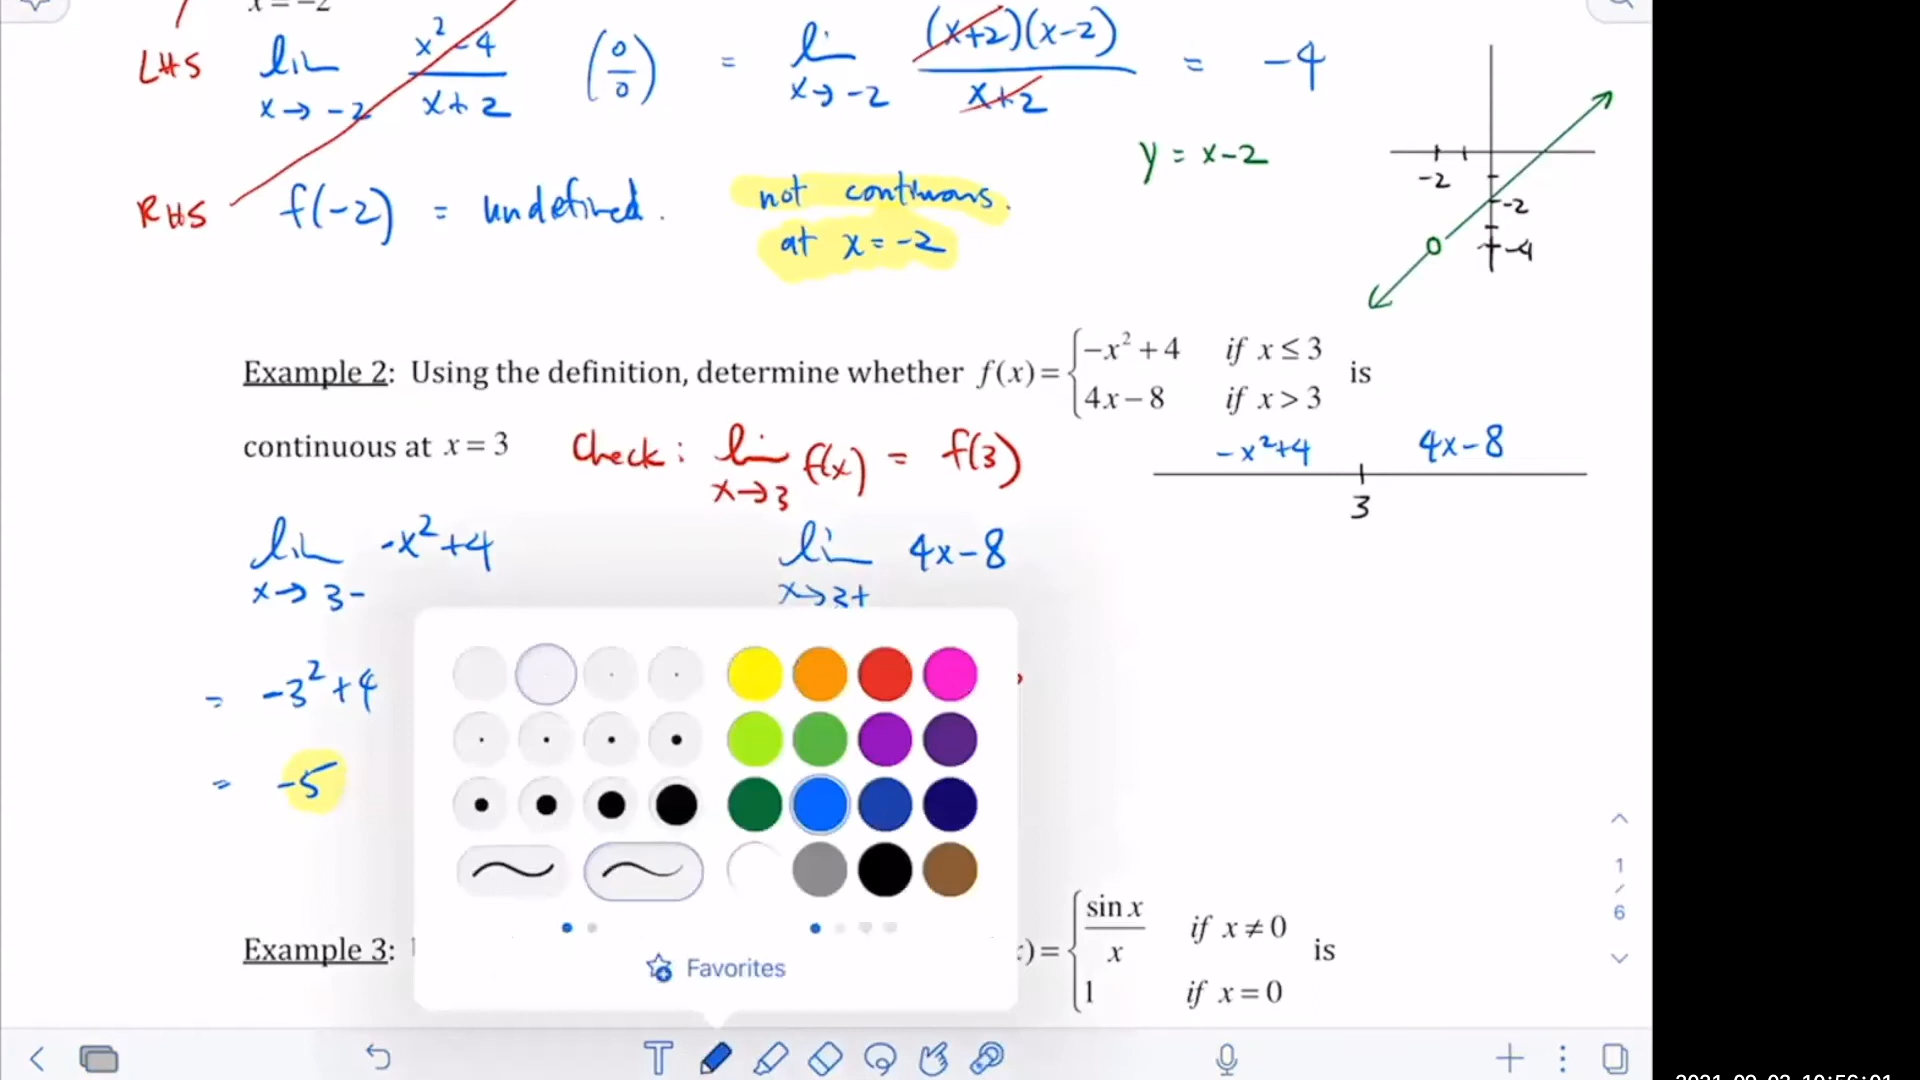 LHS lim x→-2 x²-4 / x+2 (0/0) = lim x→-2 (x+2)(x-2) / x+2 = -4
y = x-2
RHS f(-2) = undefined. not continuous.
at x=-2
-2
-2
-4
Example 2: Using the definition, determine whether f(x)= { -x²+4 if x≤3
4x-8 if x>3 is
continuous at x=3 Check: lim x→3 f(x) = f(3)
-x²+4 4x-8
3
lim x→3- -x²+4 lim x→3+ 4x-8
= -3²+4
= -5
Example 3: )= { sin x / x if x≠0
1 if x=0 is
Favorites
1
/
6
T